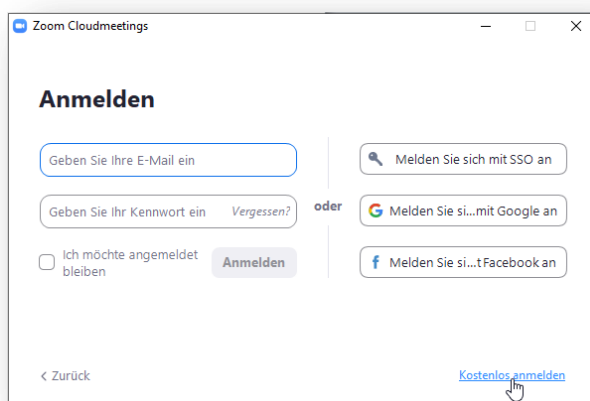 Zoom Cloudmeetings
Anmelden
Geben Sie Ihre E-Mail ein
Geben Sie Ihr Kennwort ein
Vergessen?
Ich möchte angemeldet
bleiben
Anmelden
oder
Melden Sie sich mit SSO an
Melden Sie si...mit Google an
Melden Sie si...t Facebook an
Zurück
Kostenlos anmelden